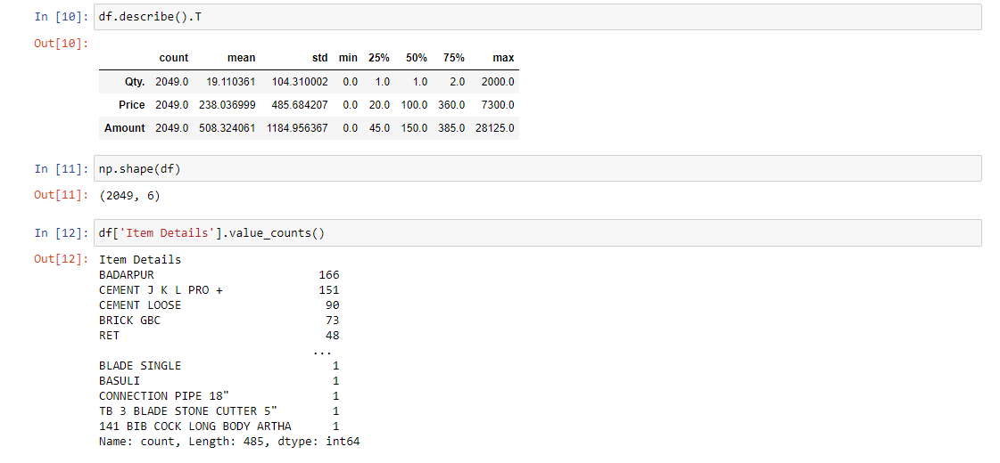 In [10]: df.describe().T
Out[10]:
count mean std min 25% 50% 75% max
Qty. 2049.0 19.110361 104.310002 0.0 1.0 1.0 2.0 2000.0
Price 2049.0 238.036999 485.684207 0.0 20.0 100.0 360.0 7300.0
Amount 2049.0 508.324061 1184.956367 0.0 45.0 150.0 385.0 28125.0
In [11]: np.shape(df)
Out[11]: (2049, 6)
In [12]: df['Item Details'].value_counts()
Out[12]: Item Details
BADARPUR 166
CEMENT J K L PRO + 151
CEMENT LOOSE 90
BRICK GBC 73
RET 48
...
BLADE SINGLE 1
BASULI 1
CONNECTION PIPE 18" 1
TB 3 BLADE STONE CUTTER 5" 1
141 BIB COCK LONG BODY ARTHA 1
Name: count, Length: 485, dtype: int64